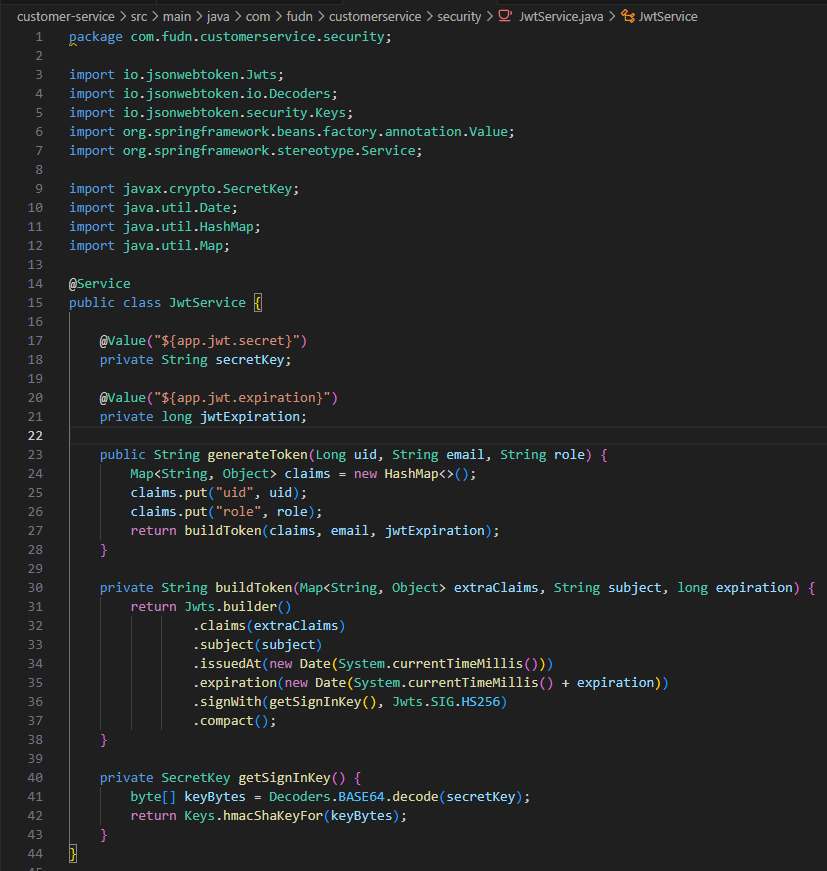 customer-service > src > main > java > com > fudn > customerservice > security > JwtService.java > JwtService
1 package com.fudn.customerservice.security;
2
3 import io.jsonwebtoken.Jwts;
4 import io.jsonwebtoken.io.Decoders;
5 import io.jsonwebtoken.security.Keys;
6 import org.springframework.beans.factory.annotation.Value;
7 import org.springframework.stereotype.Service;
8
9 import javax.crypto.SecretKey;
10 import java.util.Date;
11 import java.util.HashMap;
12 import java.util.Map;
13
14 @Service
15 public class JwtService {
16
17     @Value("${app.jwt.secret}")
18     private String secretKey;
19
20     @Value("${app.jwt.expiration}")
21     private long jwtExpiration;
22
23     public String generateToken(Long uid, String email, String role) {
24         Map<String, Object> claims = new HashMap<>();
25         claims.put("uid", uid);
26         claims.put("role", role);
27         return buildToken(claims, email, jwtExpiration);
28     }
29
30     private String buildToken(Map<String, Object> extraClaims, String subject, long expiration) {
31         return Jwts.builder()
32                 .claims(extraClaims)
33                 .subject(subject)
34                 .issuedAt(new Date(System.currentTimeMillis()))
35                 .expiration(new Date(System.currentTimeMillis() + expiration))
36                 .signWith(getSignInKey(), Jwts.SIG.HS256)
37                 .compact();
38     }
39
40     private SecretKey getSignInKey() {
41         byte[] keyBytes = Decoders.BASE64.decode(secretKey);
42         return Keys.hmacShaKeyFor(keyBytes);
43     }
44 }
45